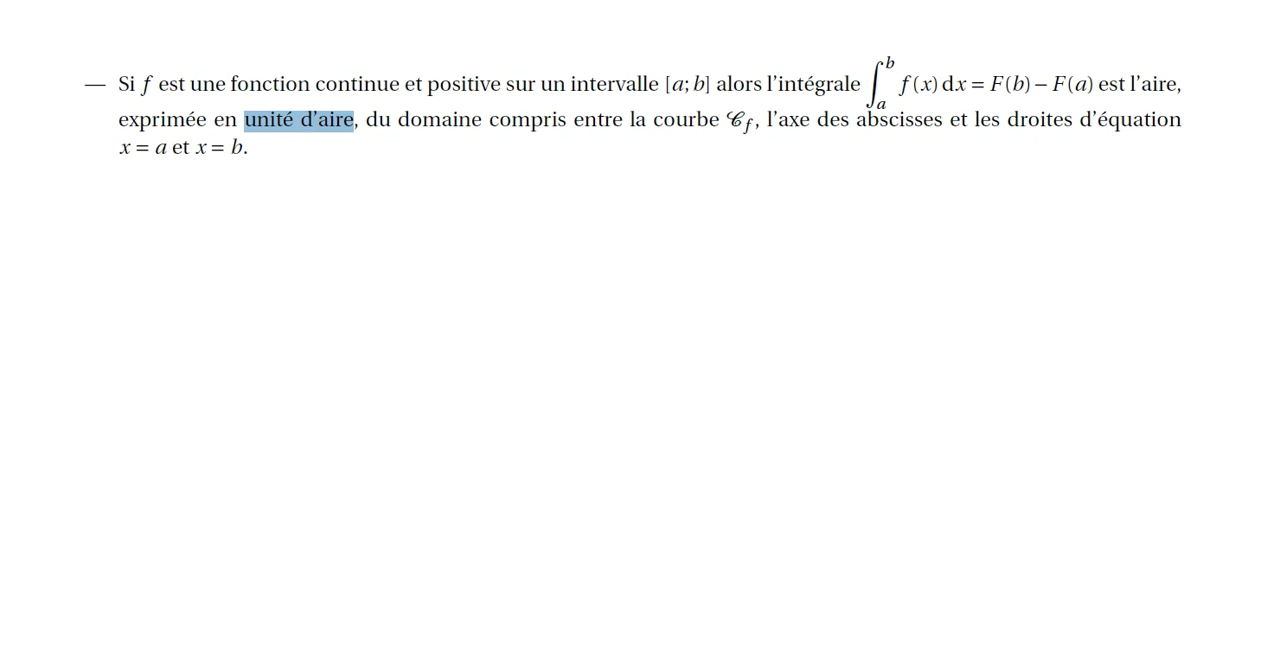 — Si f est une fonction continue et positive sur un intervalle [a; b] alors l’intégrale ∫_a^b f(x) dx = F(b) − F(a) est l’aire,
exprimée en unité d’aire, du domaine compris entre la courbe 𝒞_f, l’axe des abscisses et les droites d’équation
x = a et x = b.